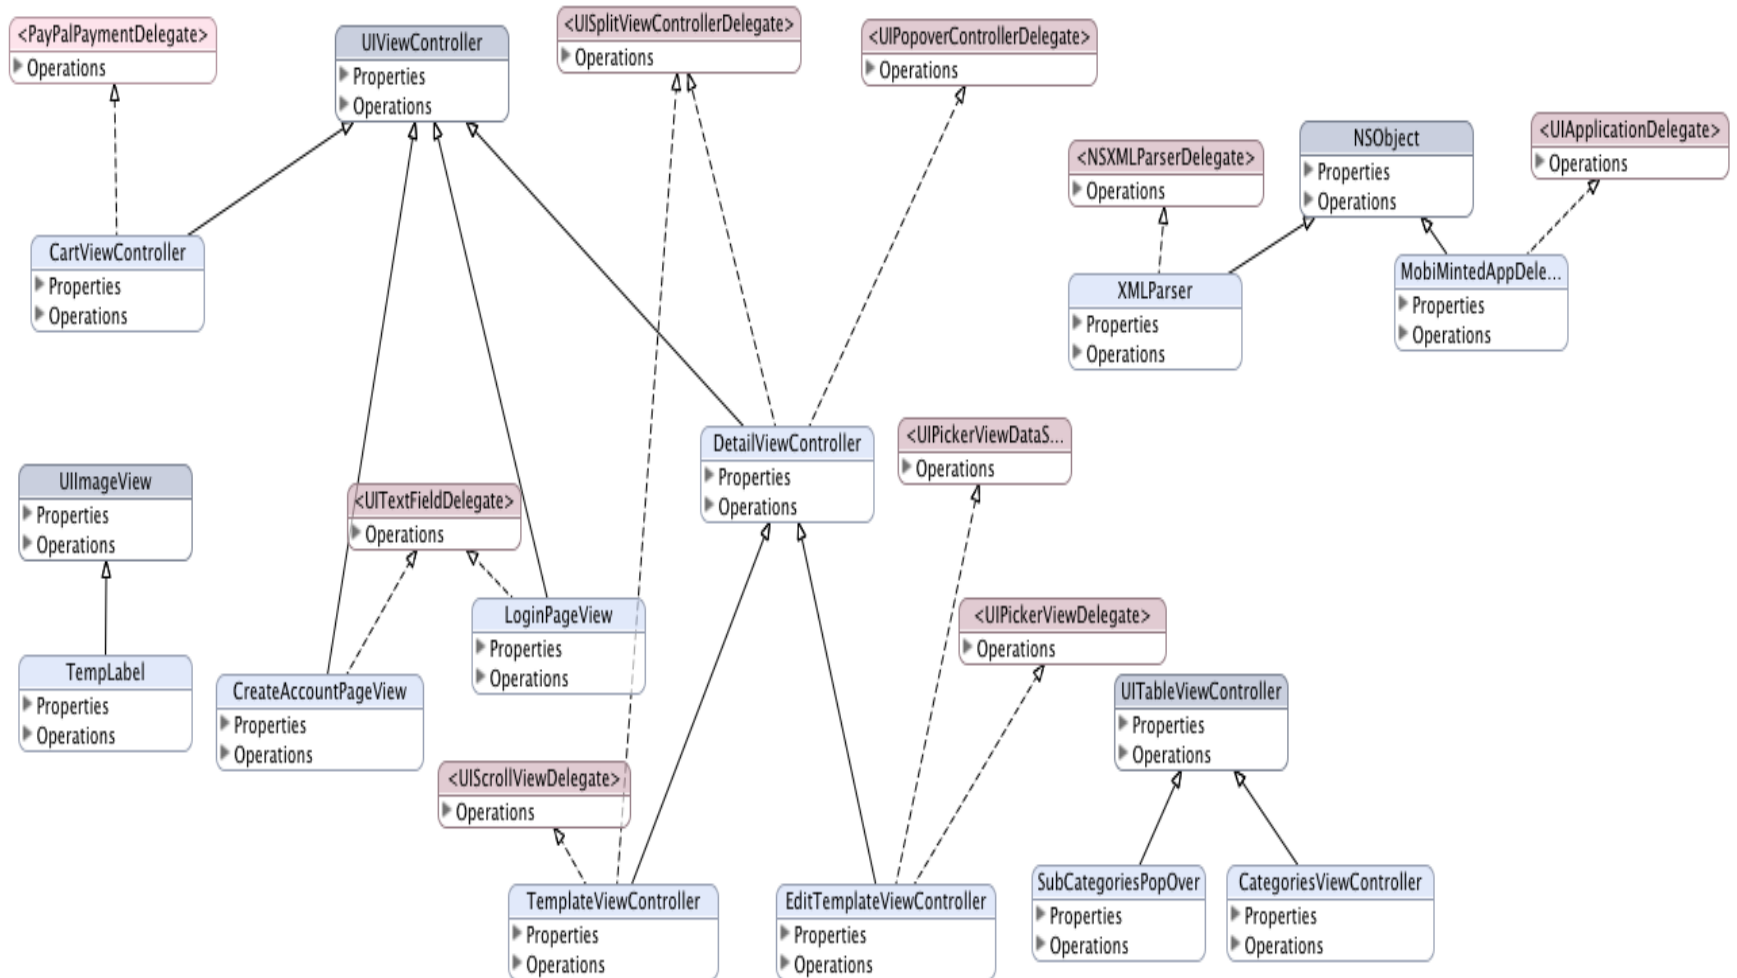 <PayPalPaymentDelegate>
Operations
UIViewController
Properties
Operations
<UISplitViewControllerDelegate>
Operations
<UIPopoverControllerDelegate>
Operations
<NSXMLParserDelegate>
Operations
NSObject
Properties
Operations
<UIApplicationDelegate>
Operations
CartViewController
Properties
Operations
XMLParser
Properties
Operations
MobiMintedAppDele...
Properties
Operations
UIImageView
Properties
Operations
<UITextFieldDelegate>
Operations
DetailViewController
Properties
Operations
<UIPickerViewDataS...
Operations
TempLabel
Properties
Operations
CreateAccountPageView
Properties
Operations
LoginPageView
Properties
Operations
<UIPickerViewDelegate>
Operations
UITableViewController
Properties
Operations
<UIScrollViewDelegate>
Operations
TemplateViewController
Properties
Operations
EditTemplateViewController
Properties
Operations
SubCategoriesPopOver
Properties
Operations
CategoriesViewController
Properties
Operations